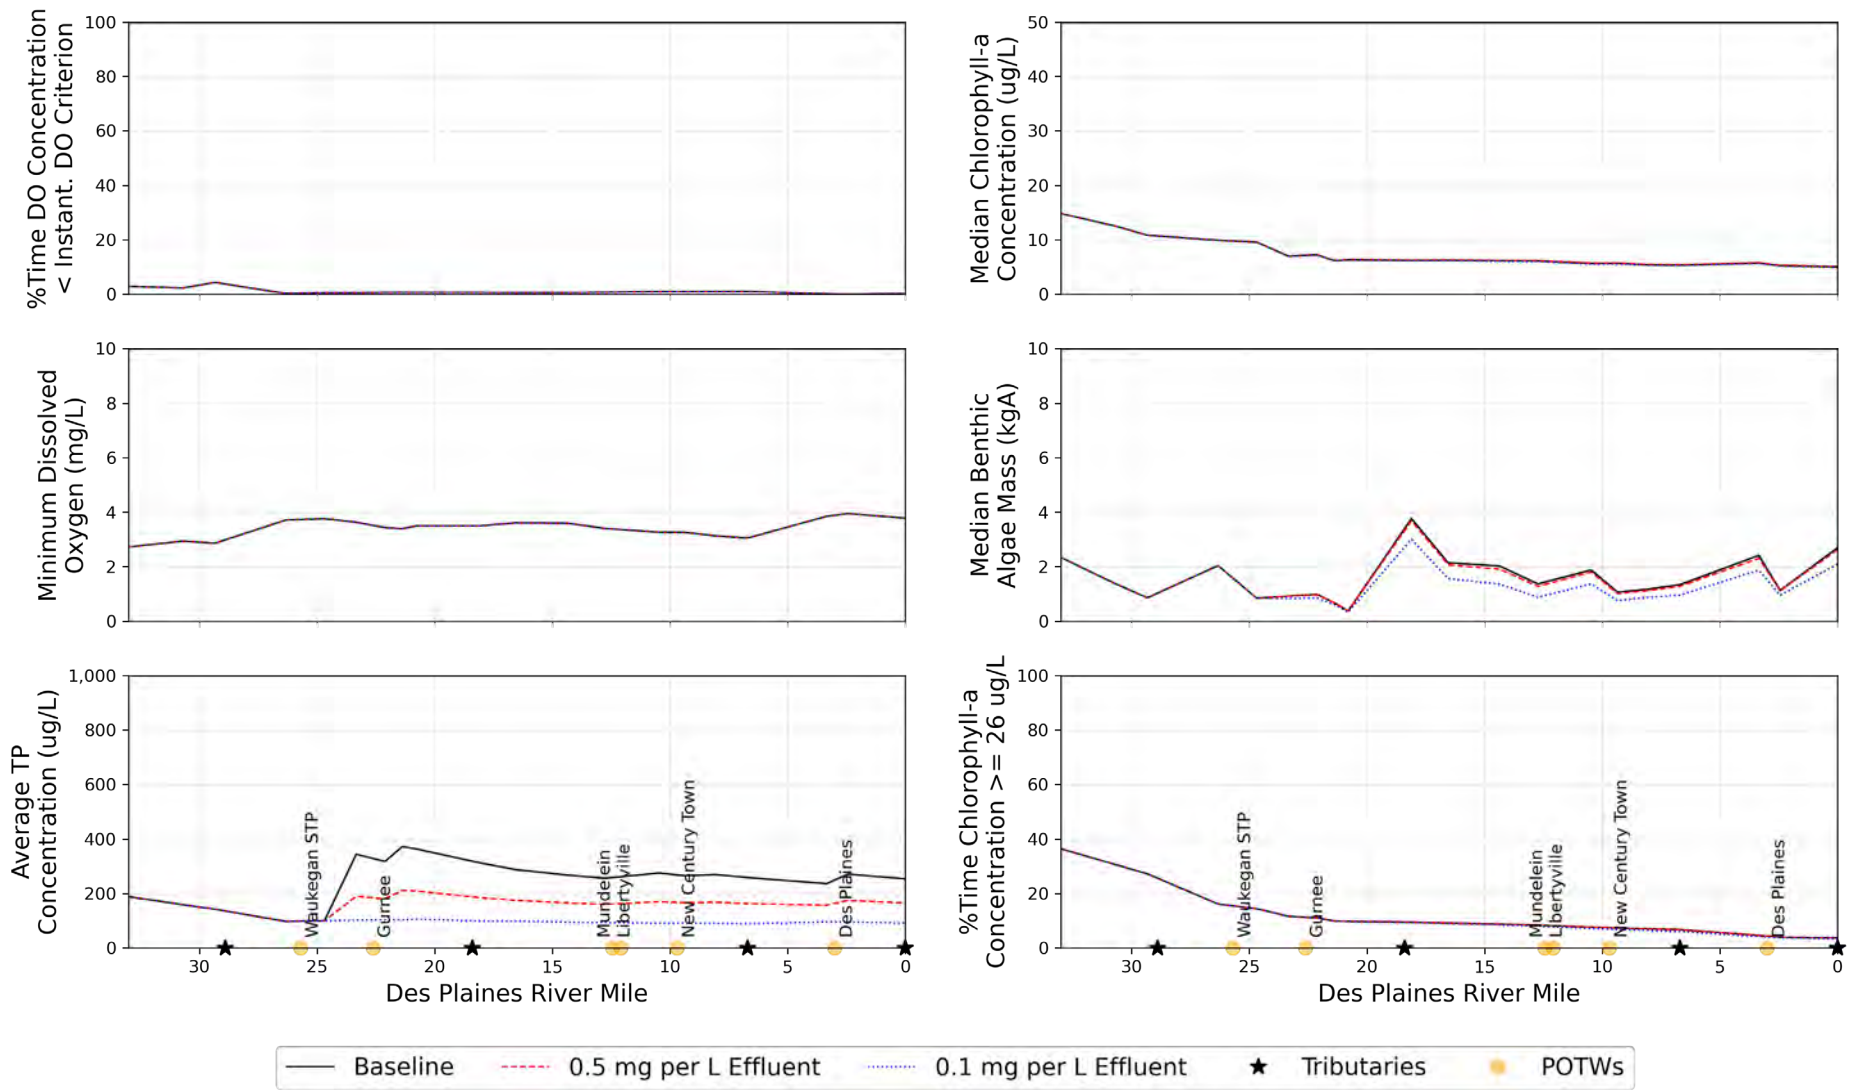 %Time DO Concentration
< Instant. DO Criterion
100
80
60
40
20
0
Median Chlorophyll-a
Concentration (ug/L)
50
40
30
20
10
0
Minimum Dissolved
Oxygen (mg/L)
10
8
6
4
2
0
Median Benthic
Algae Mass (kgA)
10
8
6
4
2
0
Average TP
Concentration (ug/L)
1,000
800
600
400
200
0
Waukegan STP
Gurnee
Mundelein
Libertyville
New Century Town
Des Plaines
30 25 20 15 10 5 0
Des Plaines River Mile
%Time Chlorophyll-a
Concentration >= 26 ug/L
100
80
60
40
20
0
Waukegan STP
Gurnee
Mundelein
Libertyville
New Century Town
Des Plaines
30 25 20 15 10 5 0
Des Plaines River Mile
Baseline 0.5 mg per L Effluent 0.1 mg per L Effluent Tributaries POTWs